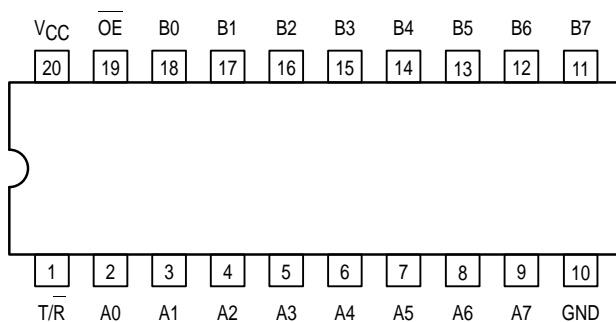 VCC OE B0 B1 B2 B3 B4 B5 B6 B7
20 19 18 17 16 15 14 13 12 11
1 2 3 4 5 6 7 8 9 10
T/R A0 A1 A2 A3 A4 A5 A6 A7 GND